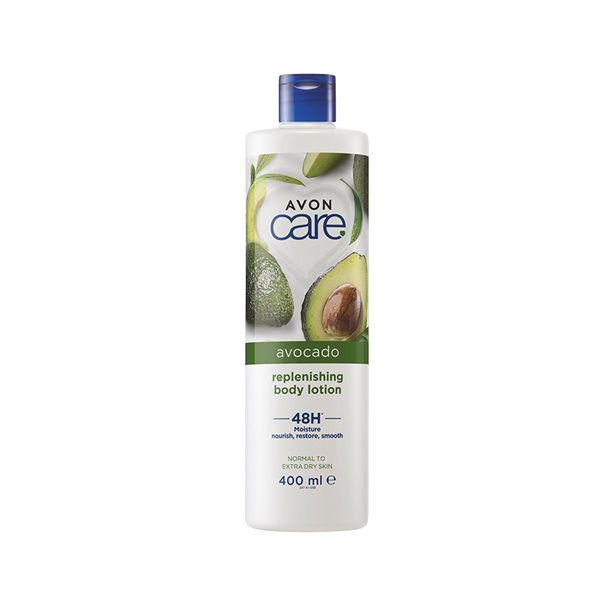 AVON
care
avocado
replenishing
body lotion
48H*
Moisture
nourish, restore, smooth
NORMAL TO
EXTRA DRY SKIN
400 ml ℮